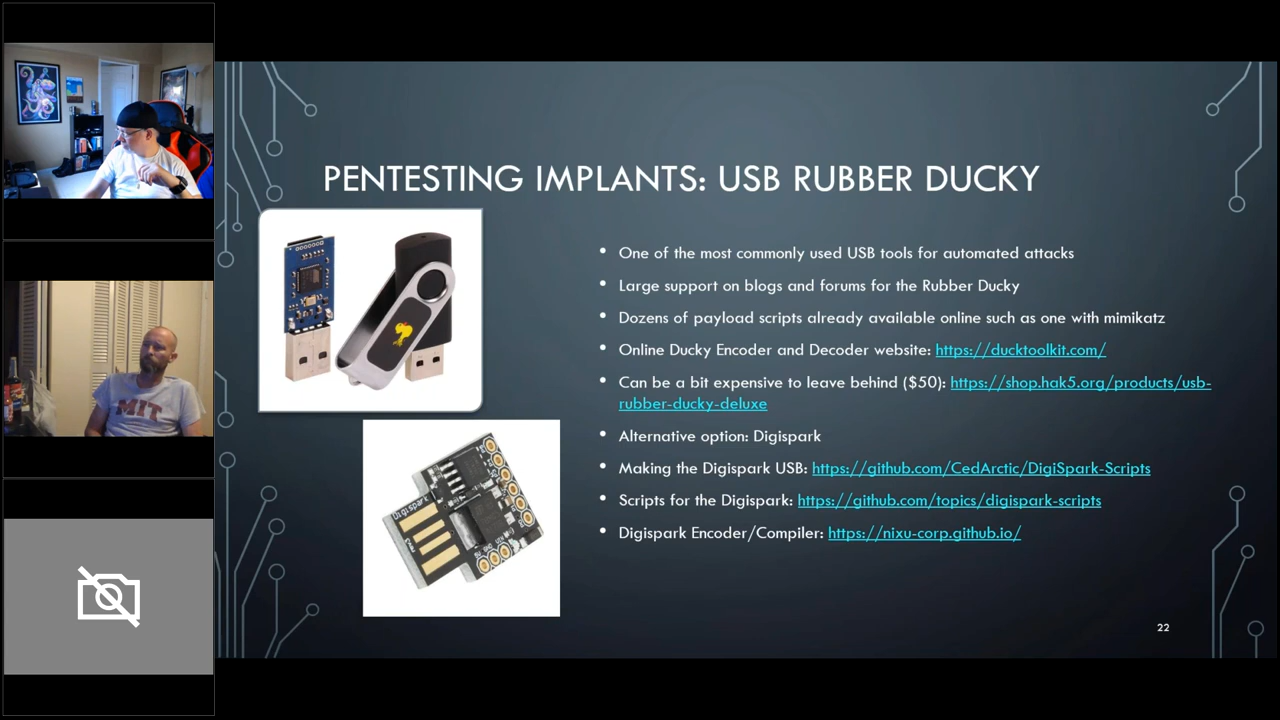 PENTESTING IMPLANTS: USB RUBBER DUCKY
One of the most commonly used USB tools for automated attacks
Large support on blogs and forums for the Rubber Ducky
Dozens of payload scripts already available online such as one with mimikatz
Online Ducky Encoder and Decoder website: https://ducktoolkit.com/
Can be a bit expensive to leave behind ($50): https://shop.hak5.org/products/usb-
rubber-ducky-deluxe
Alternative option: Digispark
Making the Digispark USB: https://github.com/CedArctic/DigiSpark-Scripts
Scripts for the Digispark: https://github.com/topics/digispark-scripts
Digispark Encoder/Compiler: https://nixu-corp.github.io/
22
MIT
Digispark